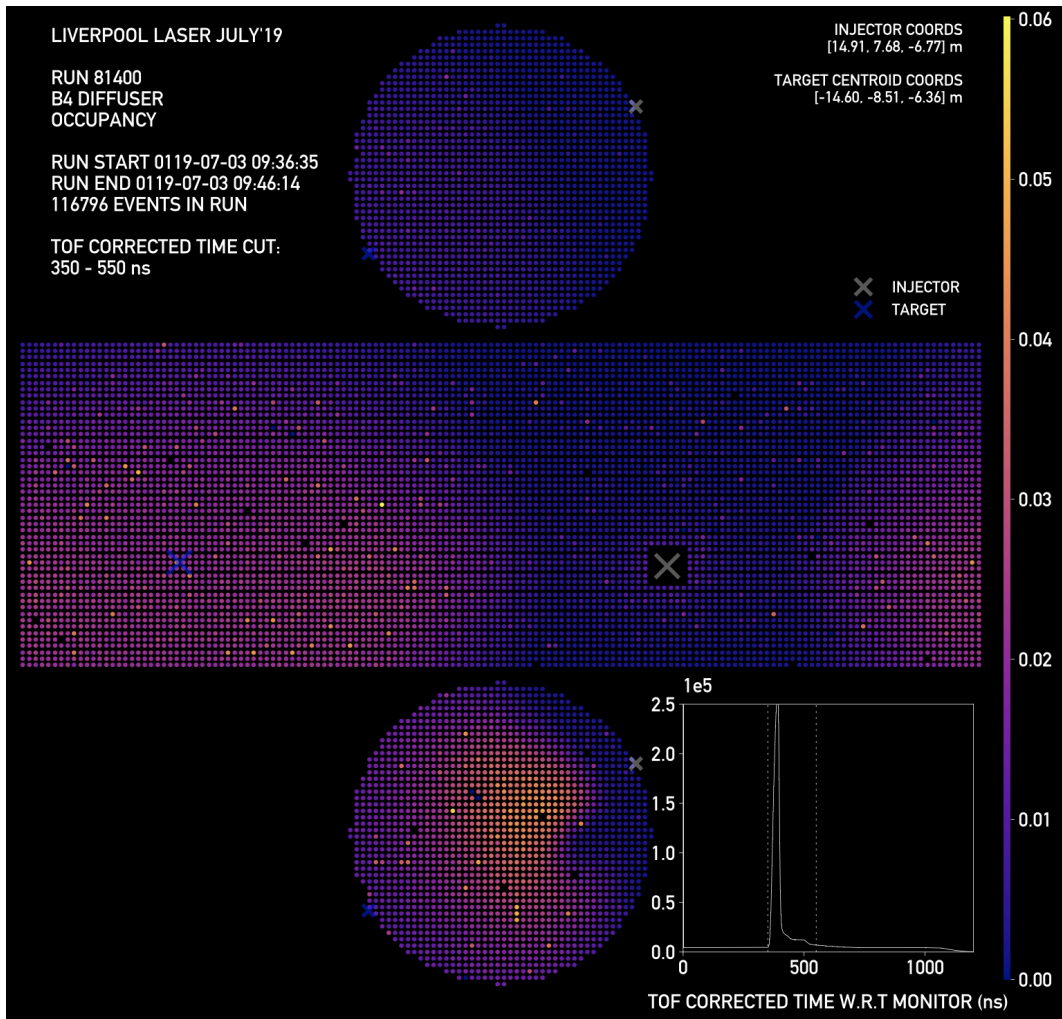 LIVERPOOL LASER JULY'19
RUN 81400
B4 DIFFUSER
OCCUPANCY
RUN START 0119-07-03 09:36:35
RUN END 0119-07-03 09:46:14
116796 EVENTS IN RUN
TOF CORRECTED TIME CUT:
350 - 550 ns
INJECTOR COORDS
[14.91, 7.68, -6.77] m
TARGET CENTROID COORDS
[-14.60, -8.51, -6.36] m
INJECTOR
TARGET
0.06
0.05
0.04
0.03
0.02
0.01
0.00
1e5
2.5
2.0
1.5
1.0
0.5
0.0
0 500 1000
TOF CORRECTED TIME W.R.T MONITOR (ns)